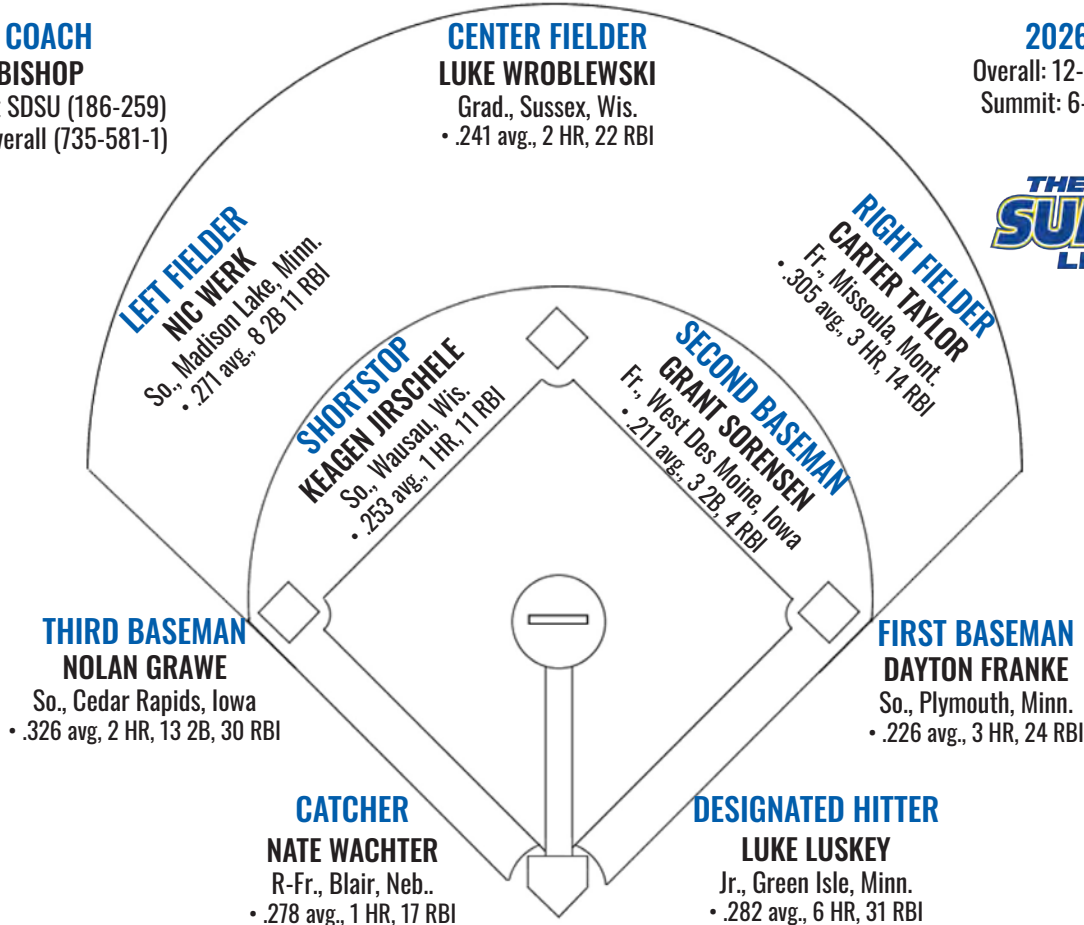 COACH
BISHOP
SDSU (186-259)
erall (735-581-1)
CENTER FIELDER
LUKE WROBLEWSKI
Grad., Sussex, Wis.
• .241 avg., 2 HR, 22 RBI
2026
Overall: 12-
Summit: 6-
THE
SU
L
LEFT FIELDER
NIC WERK
So., Madison Lake, Minn.
• .271 avg., 8 2B 11 RBI
RIGHT FIELDER
CARTER TAYLOR
Fr., Missoula, Mont.
• .305 avg., 3 HR, 14 RBI
SHORTSTOP
KEAGEN JIRSCHELE
So., Wausau, Wis.
• .253 avg., 1 HR, 11 RBI
SECOND BASEMAN
GRANT SORENSEN
Fr., West Des Moine, Iowa
• .211 avg., 3 2B, 4 RBI
THIRD BASEMAN
NOLAN GRAWE
So., Cedar Rapids, Iowa
• .326 avg, 2 HR, 13 2B, 30 RBI
FIRST BASEMAN
DAYTON FRANKE
So., Plymouth, Minn.
• .226 avg., 3 HR, 24 RBI
CATCHER
NATE WACHTER
R-Fr., Blair, Neb..
• .278 avg., 1 HR, 17 RBI
DESIGNATED HITTER
LUKE LUSKEY
Jr., Green Isle, Minn.
• .282 avg., 6 HR, 31 RBI